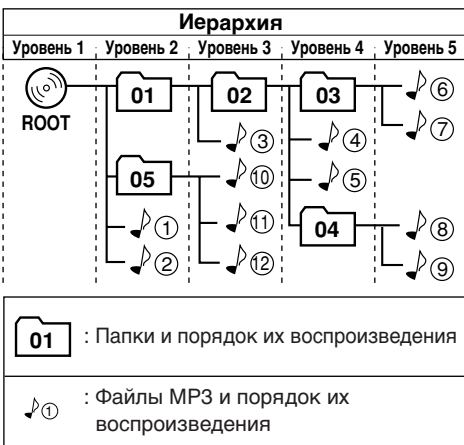 Иерархия
Уровень 1 Уровень 2 Уровень 3 Уровень 4 Уровень 5
01 02 03 ⑥
ROOT ⑦
③ ④
05 ⑩ ⑤
① ⑪ 04 ⑧
② ⑫ ⑨
01 : Папки и порядок их воспроизведения
① : Файлы MP3 и порядок их
воспроизведения